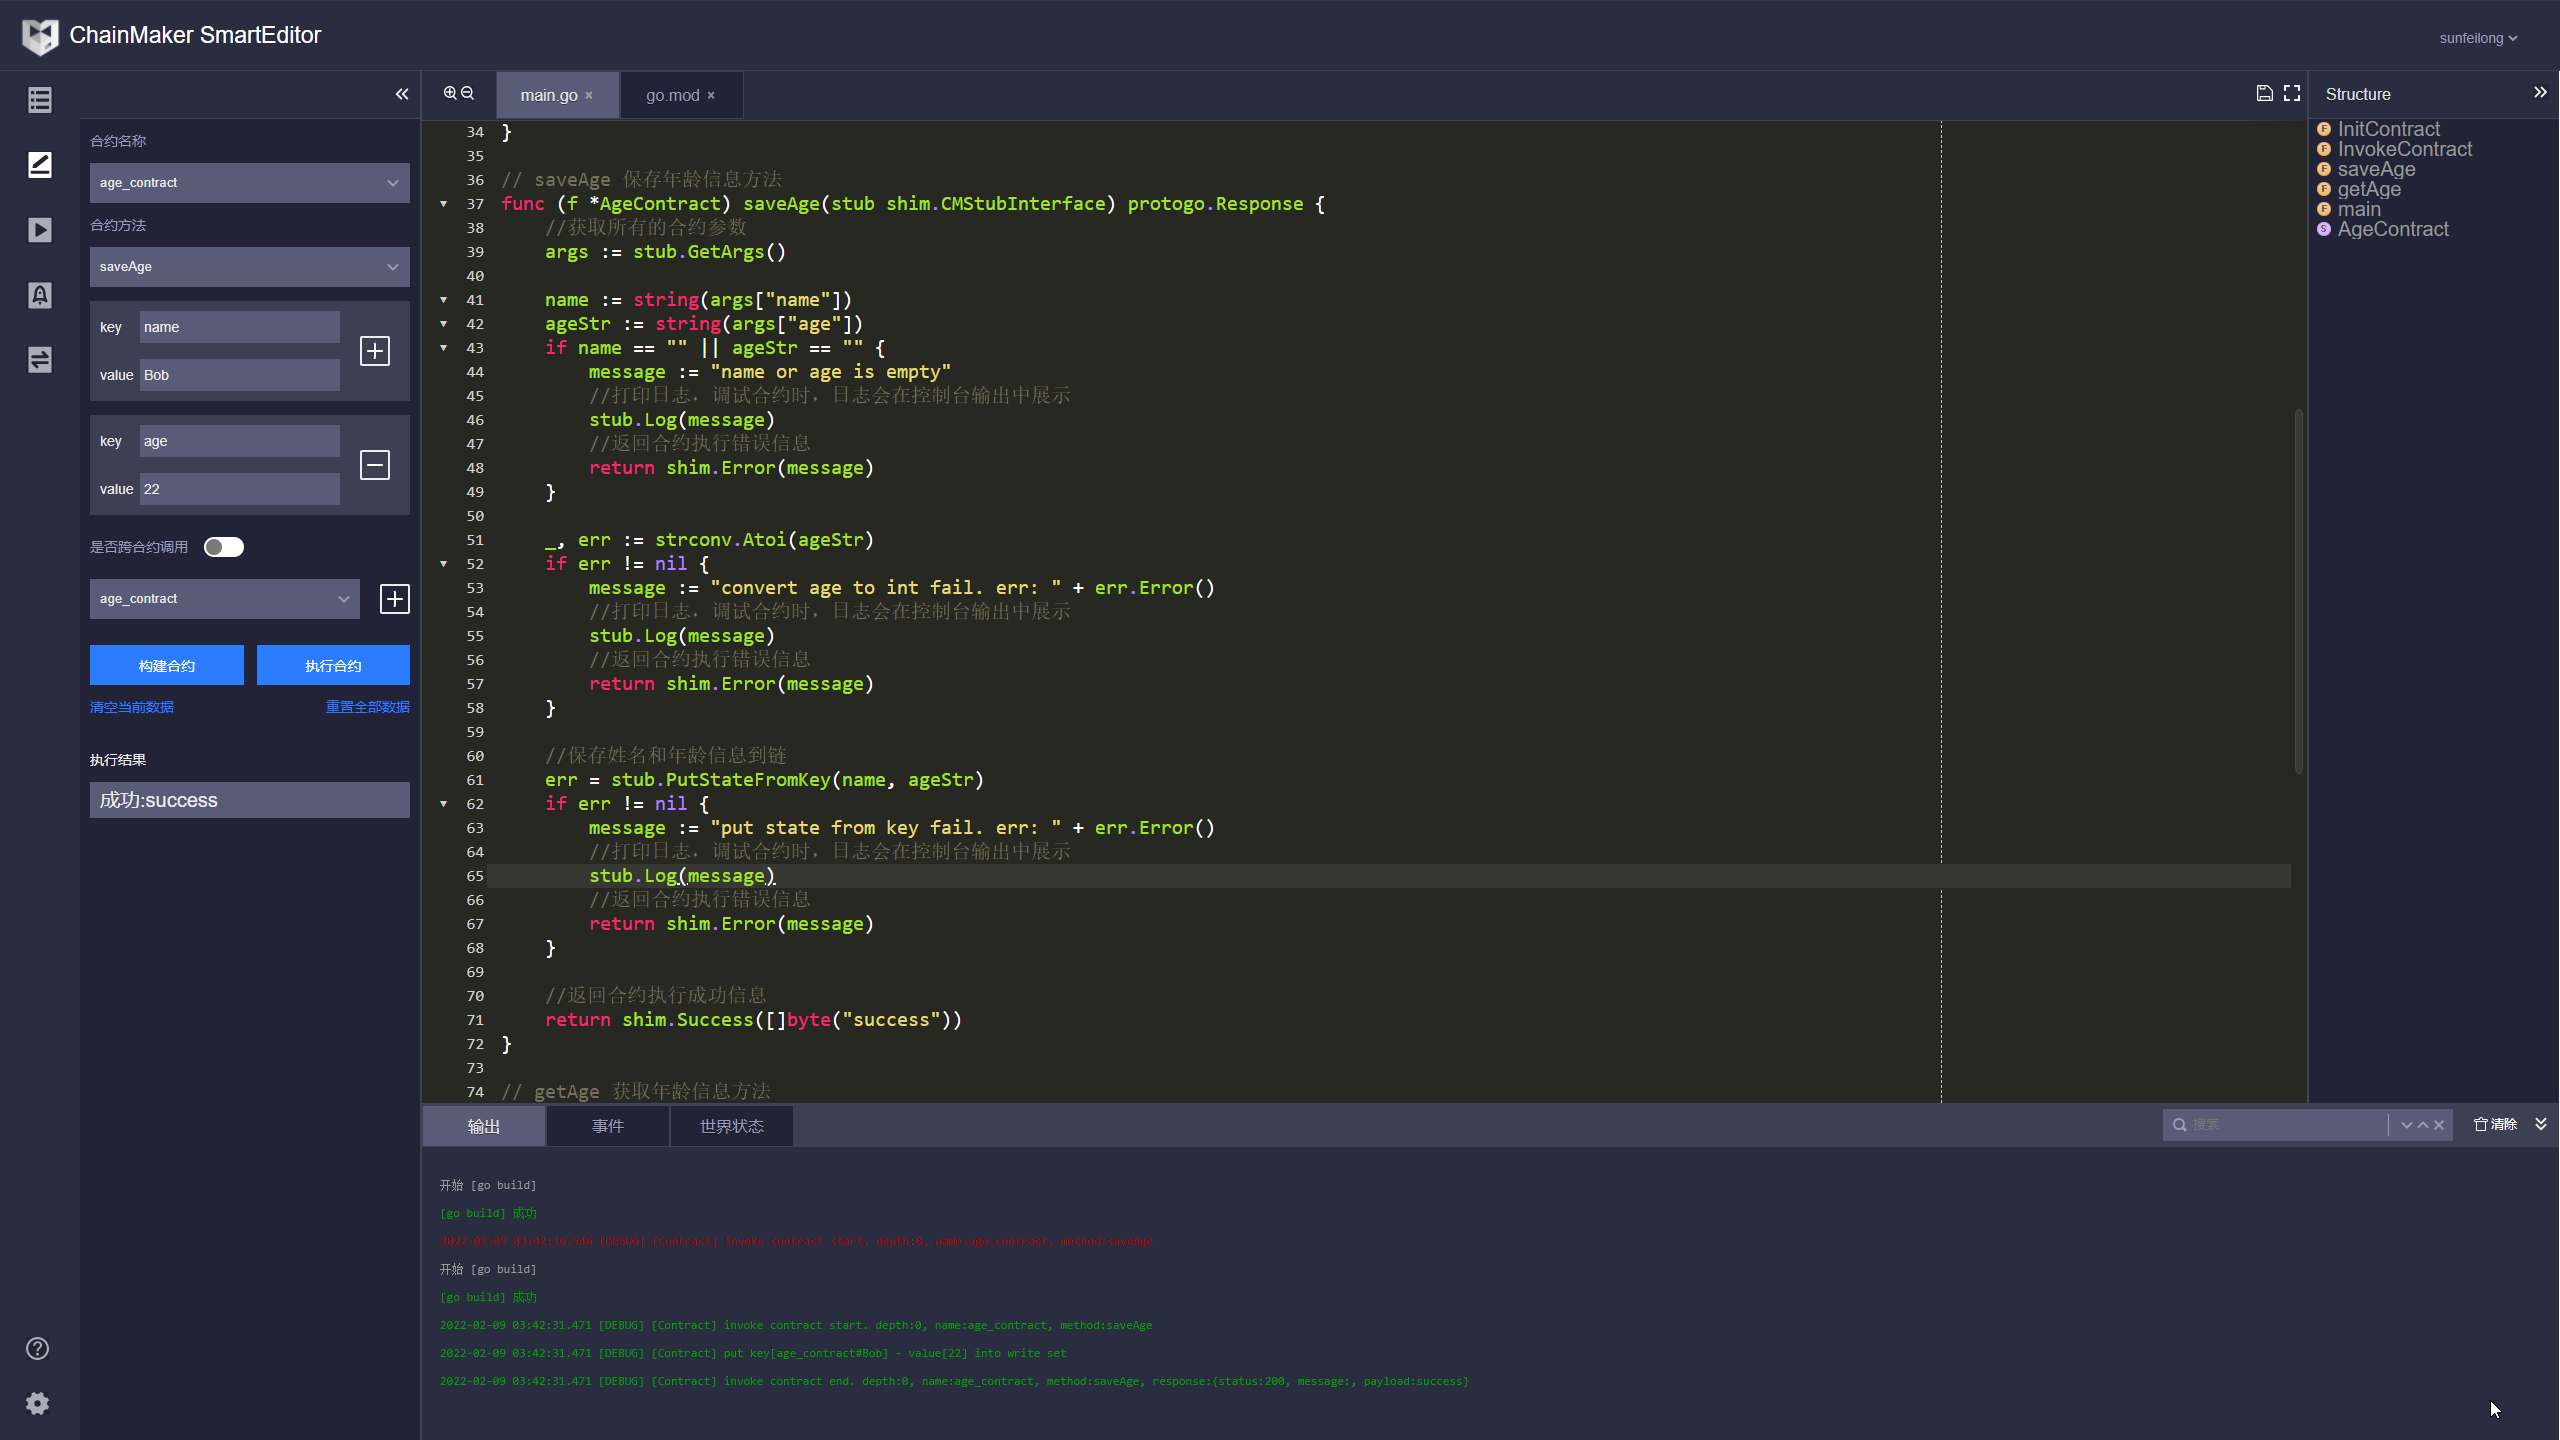 ChainMaker SmartEditor
sunfeilong
合约名称
age_contract
合约方法
saveAge
key name
value Bob
key age
value 22
是否跨合约调用
age_contract
构建合约 执行合约
清空当前数据 重置全部数据
执行结果
成功:success
main.go × go.mod ×
34 }
35
36 // saveAge 保存年龄信息方法
37 func (f *AgeContract) saveAge(stub shim.CMStubInterface) protogo.Response {
38 //获取所有的合约参数
39 args := stub.GetArgs()
40
41 name := string(args["name"])
42 ageStr := string(args["age"])
43 if name == "" || ageStr == "" {
44 message := "name or age is empty"
45 //打印日志，调试合约时，日志会在控制台输出中展示
46 stub.Log(message)
47 //返回合约执行错误信息
48 return shim.Error(message)
49 }
50
51 _, err := strconv.Atoi(ageStr)
52 if err != nil {
53 message := "convert age to int fail. err: " + err.Error()
54 //打印日志，调试合约时，日志会在控制台输出中展示
55 stub.Log(message)
56 //返回合约执行错误信息
57 return shim.Error(message)
58 }
59
60 //保存姓名和年龄信息到链
61 err = stub.PutStateFromKey(name, ageStr)
62 if err != nil {
63 message := "put state from key fail. err: " + err.Error()
64 //打印日志，调试合约时，日志会在控制台输出中展示
65 stub.Log(message)
66 //返回合约执行错误信息
67 return shim.Error(message)
68 }
69
70 //返回合约执行成功信息
71 return shim.Success([]byte("success"))
72 }
73
74 // getAge 获取年龄信息方法
Structure
F InitContract
F InvokeContract
F saveAge
F getAge
F main
S AgeContract
输出 事件 世界状态
搜索 清除
开始 [go build]
[go build] 成功
2022-02-09 03:42:16.546 [DEBUG] [Contract] invoke contract start. depth:0, name:age_contract, method:saveAge
开始 [go build]
[go build] 成功
2022-02-09 03:42:31.471 [DEBUG] [Contract] invoke contract start. depth:0, name:age_contract, method:saveAge
2022-02-09 03:42:31.471 [DEBUG] [Contract] put key[age_contract#Bob] - value[22] into write set
2022-02-09 03:42:31.471 [DEBUG] [Contract] invoke contract end. depth:0, name:age_contract, method:saveAge, response:{status:200, message:, payload:success}